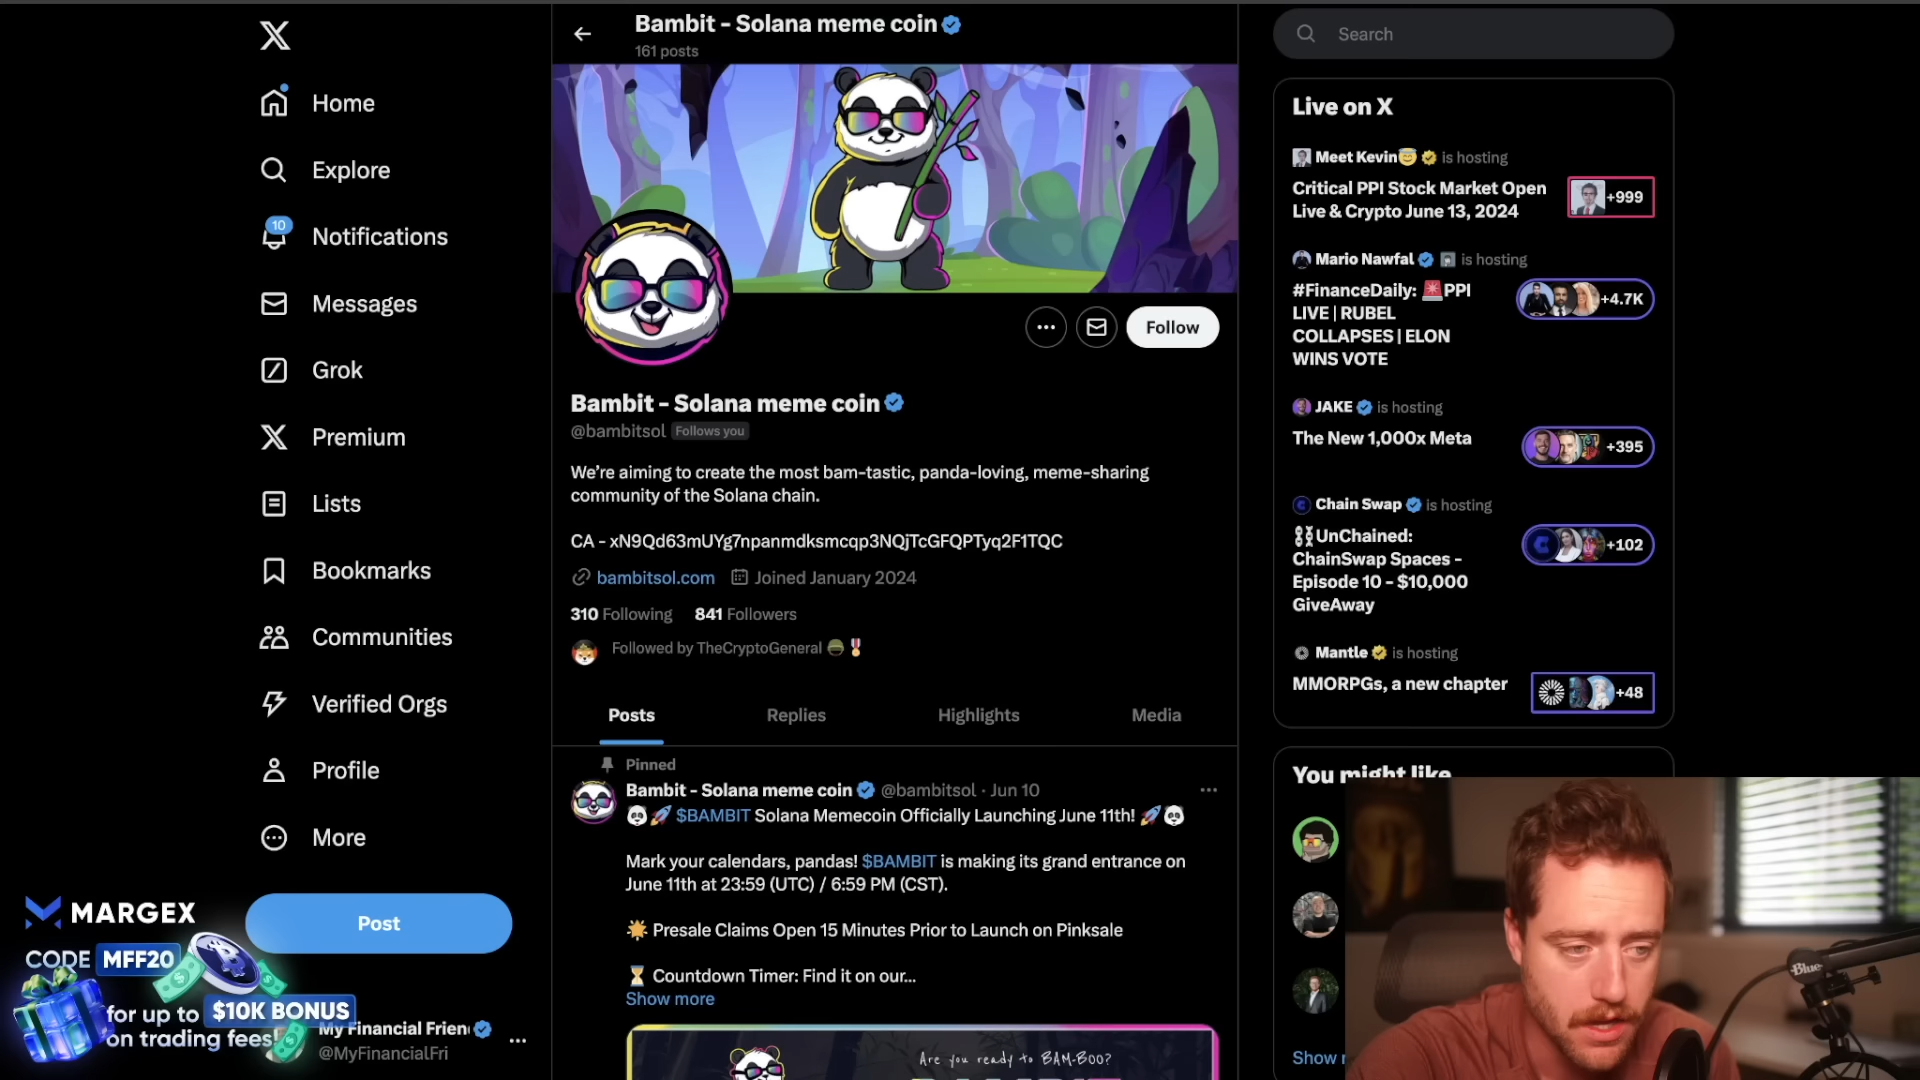 Home
Explore
10
Notifications
Messages
Grok
Premium
Lists
Bookmarks
Communities
Verified Orgs
Profile
More
Post
MARGEX
CODE MFF20
for up to $10K BONUS
on trading fees!
My Financial Frien
@MyFinancialFri
Bambit - Solana meme coin
161 posts
Follow
Bambit - Solana meme coin
@bambitsol Follows you
We're aiming to create the most bam-tastic, panda-loving, meme-sharing
community of the Solana chain.
CA - xN9Qd63mUYg7npanmdksmcqp3NQjTcGFQPTyq2F1TQC
bambitsol.com Joined January 2024
310 Following 841 Followers
Followed by TheCryptoGeneral 🪖🎖️
Posts Replies Highlights Media
Pinned
Bambit - Solana meme coin @bambitsol · Jun 10
🐼🚀 $BAMBIT Solana Memecoin Officially Launching June 11th! 🚀🐼
Mark your calendars, pandas! $BAMBIT is making its grand entrance on
June 11th at 23:59 (UTC) / 6:59 PM (CST).
🌟 Presale Claims Open 15 Minutes Prior to Launch on Pinksale
⏳ Countdown Timer: Find it on our...
Show more
Are you ready to BAM-BOO?
Search
Live on X
Meet Kevin😇 is hosting
Critical PPI Stock Market Open
Live & Crypto June 13, 2024
+999
Mario Nawfal is hosting
#FinanceDaily: 🚨PPI
LIVE | RUBEL
COLLAPSES | ELON
WINS VOTE
+4.7K
JAKE is hosting
The New 1,000x Meta
+395
Chain Swap is hosting
⛓️UnChained:
ChainSwap Spaces -
Episode 10 - $10,000
GiveAway
+102
Mantle is hosting
MMORPGs, a new chapter
+48
You might like
Show
Blue